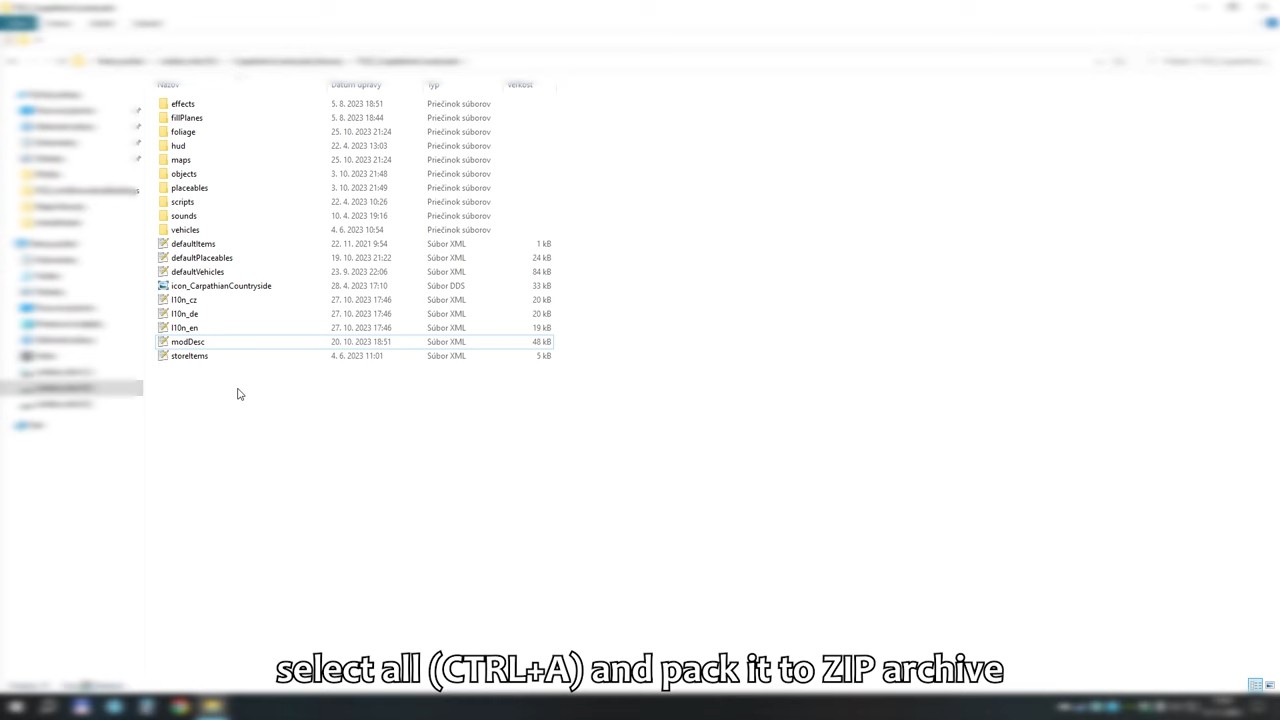 Názov Dátum úpravy Typ Veľkosť
effects 5. 8. 2023 18:51 Priečinok súborov
fillPlanes 5. 8. 2023 18:44 Priečinok súborov
foliage 25. 10. 2023 21:24 Priečinok súborov
hud 22. 4. 2023 13:03 Priečinok súborov
maps 25. 10. 2023 21:24 Priečinok súborov
objects 3. 10. 2023 21:48 Priečinok súborov
placeables 3. 10. 2023 21:49 Priečinok súborov
scripts 22. 4. 2023 10:26 Priečinok súborov
sounds 10. 4. 2023 19:16 Priečinok súborov
vehicles 4. 6. 2023 10:54 Priečinok súborov
defaultItems 22. 11. 2021 9:54 Súbor XML 1 kB
defaultPlaceables 19. 10. 2023 21:22 Súbor XML 24 kB
defaultVehicles 23. 9. 2023 22:06 Súbor XML 84 kB
icon_CarpathianCountryside 28. 4. 2023 17:10 Súbor DDS 33 kB
l10n_cz 27. 10. 2023 17:46 Súbor XML 20 kB
l10n_de 27. 10. 2023 17:46 Súbor XML 20 kB
l10n_en 27. 10. 2023 17:46 Súbor XML 19 kB
modDesc 20. 10. 2023 18:51 Súbor XML 48 kB
storeItems 4. 6. 2023 11:01 Súbor XML 5 kB
select all (CTRL+A) and pack it to ZIP archive